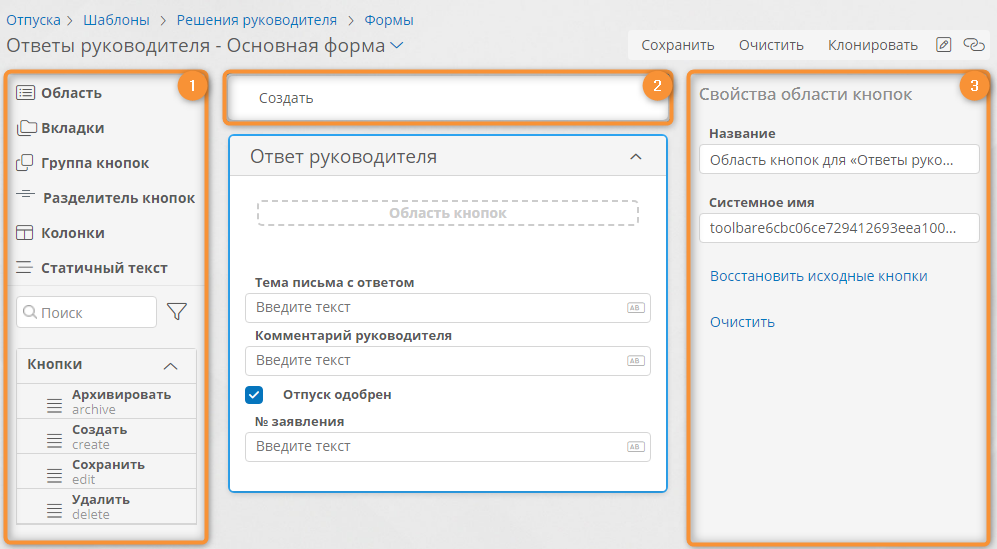 Отпуска > Шаблоны > Решения руководителя > Формы
Ответы руководителя - Основная форма
Сохранить Очистить Клонировать
1
Область
Вкладки
Группа кнопок
Разделитель кнопок
Колонки
Статичный текст
Поиск
Кнопки
Архивировать
archive
Создать
create
Сохранить
edit
Удалить
delete
2
Создать
Ответ руководителя
Область кнопок
Тема письма с ответом
Введите текст AB
Комментарий руководителя
Введите текст AB
Отпуск одобрен
№ заявления
Введите текст AB
3
Свойства области кнопок
Название
Область кнопок для «Ответы руко...
Системное имя
toolbare6cbc06ce729412693eea100...
Восстановить исходные кнопки
Очистить